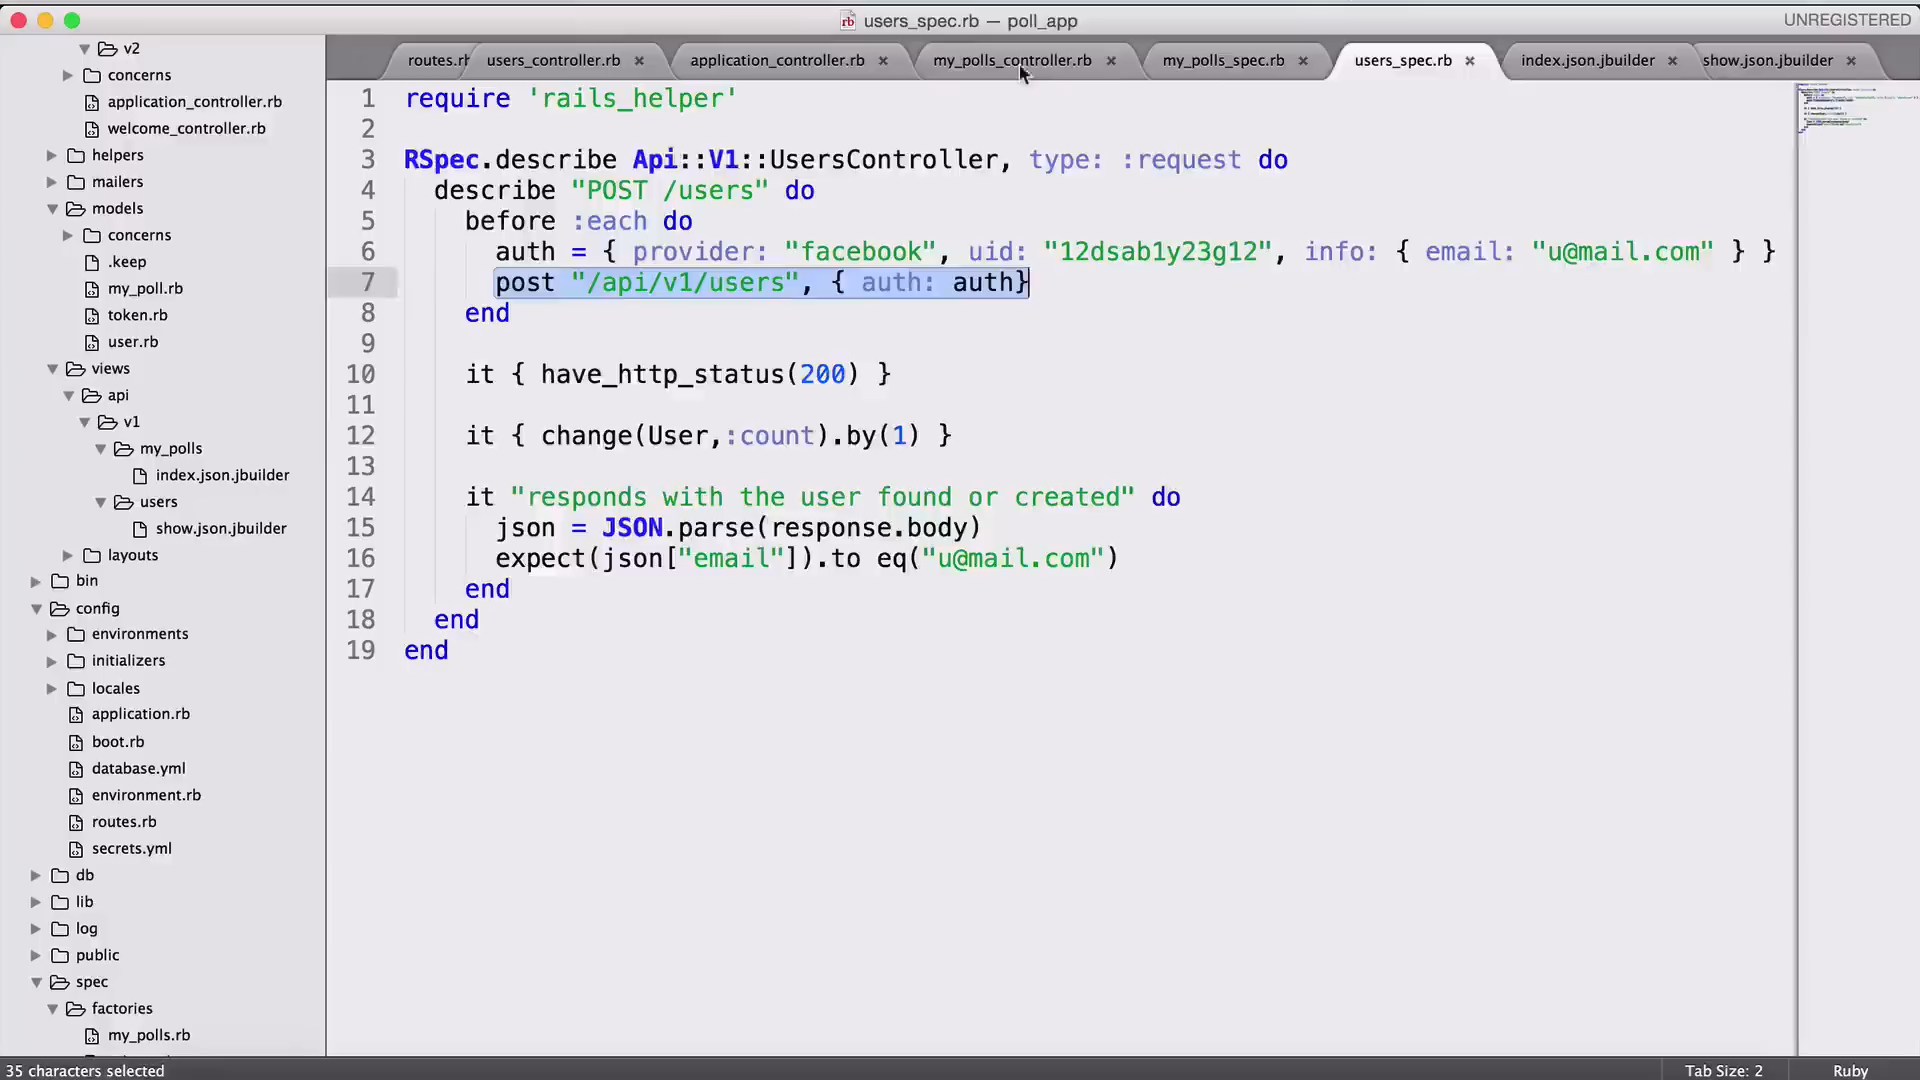 users_spec.rb — poll_app
UNREGISTERED
routes.rb
users_controller.rb
application_controller.rb
my_polls_controller.rb
my_polls_spec.rb
users_spec.rb
index.json.jbuilder
show.json.jbuilder
v2
concerns
application_controller.rb
welcome_controller.rb
helpers
mailers
models
concerns
.keep
my_poll.rb
token.rb
user.rb
views
api
v1
my_polls
index.json.jbuilder
users
show.json.jbuilder
layouts
bin
config
environments
initializers
locales
application.rb
boot.rb
database.yml
environment.rb
routes.rb
secrets.yml
db
lib
log
public
spec
factories
my_polls.rb
1 require 'rails_helper'
2
3 RSpec.describe Api::V1::UsersController, type: :request do
4 describe "POST /users" do
5 before :each do
6 auth = { provider: "facebook", uid: "12dsab1y23g12", info: { email: "u@mail.com" } }
7 post "/api/v1/users", { auth: auth}
8 end
9
10 it { have_http_status(200) }
11
12 it { change(User,:count).by(1) }
13
14 it "responds with the user found or created" do
15 json = JSON.parse(response.body)
16 expect(json["email"]).to eq("u@mail.com")
17 end
18 end
19 end
35 characters selected
Tab Size: 2
Ruby